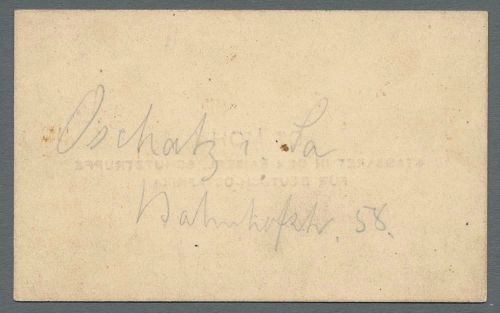 Oschatz i. Sa
Bahnhofstr. 58.